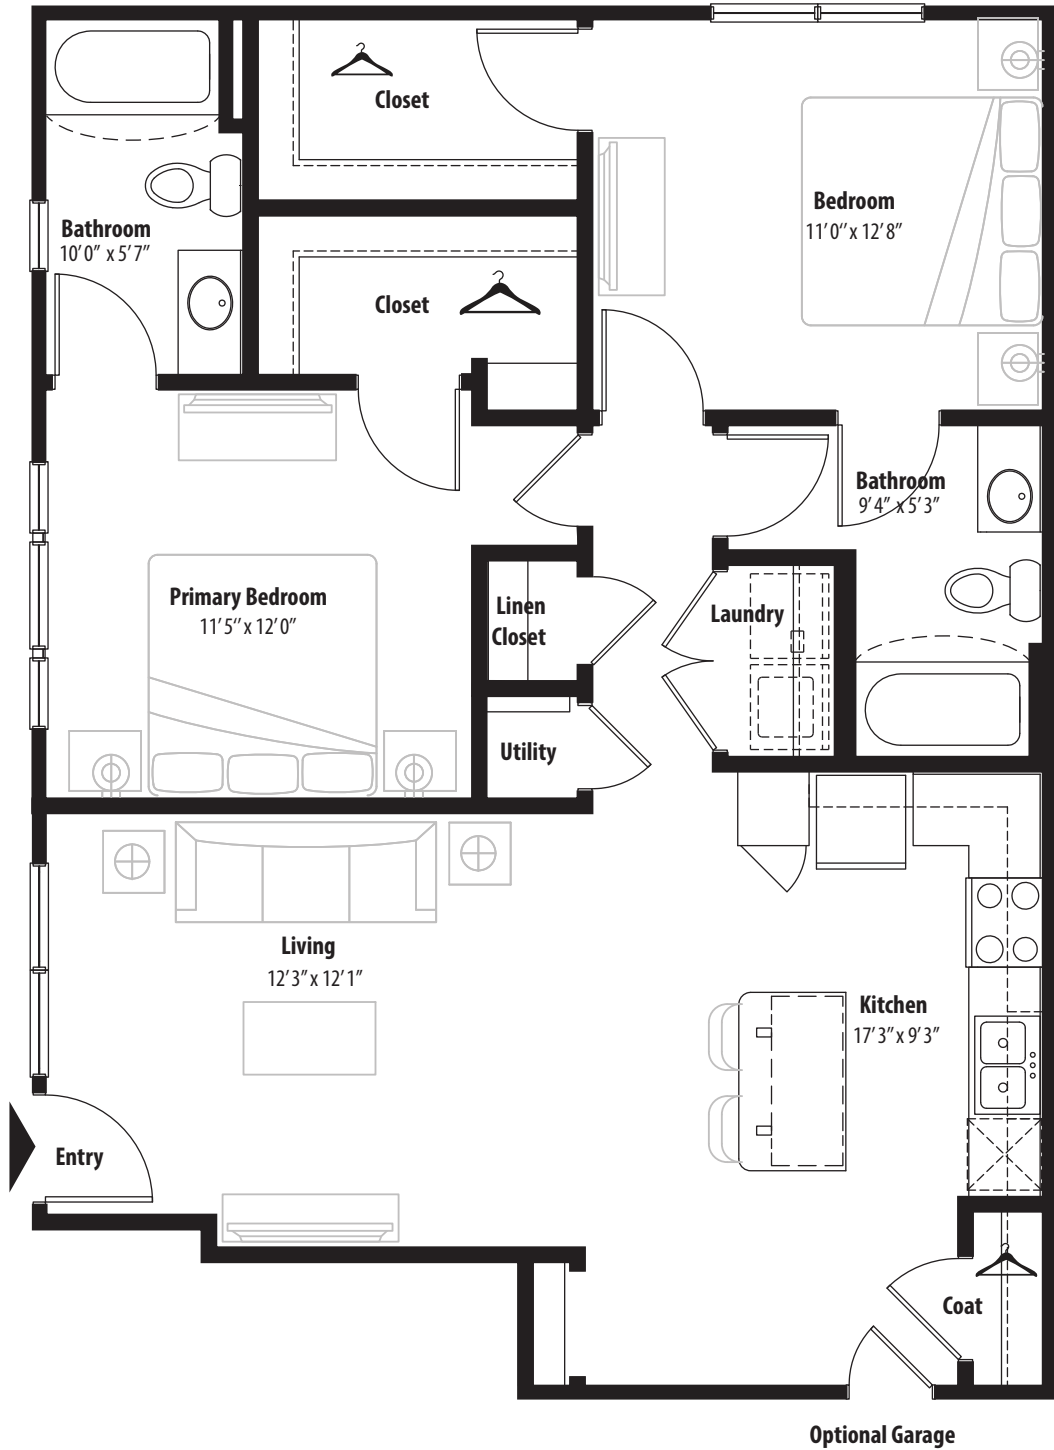 Closet
Bedroom
11'0" x 12'8"
Bathroom
10'0" x 5'7"
Closet
Bathroom
9'4" x 5'3"
Primary Bedroom
11'5" x 12'0"
Linen
Closet
Laundry
Utility
Living
12'3" x 12'1"
Kitchen
17'3" x 9'3"
Entry
Coat
Optional Garage